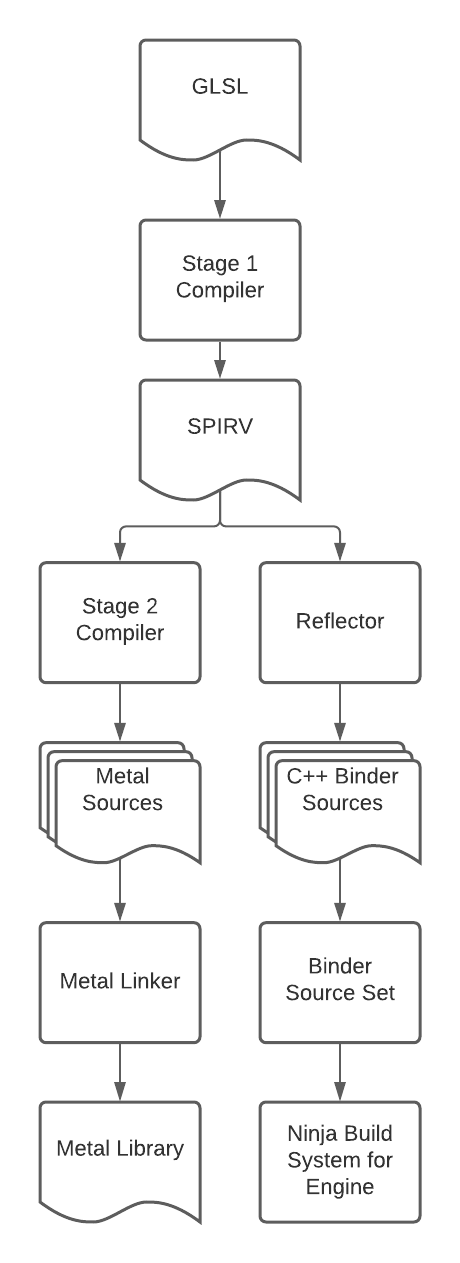 GLSL
Stage 1
Compiler
SPIRV
Stage 2
Compiler
Reflector
Metal
Sources
C++ Binder
Sources
Metal Linker
Binder
Source Set
Metal Library
Ninja Build
System for
Engine